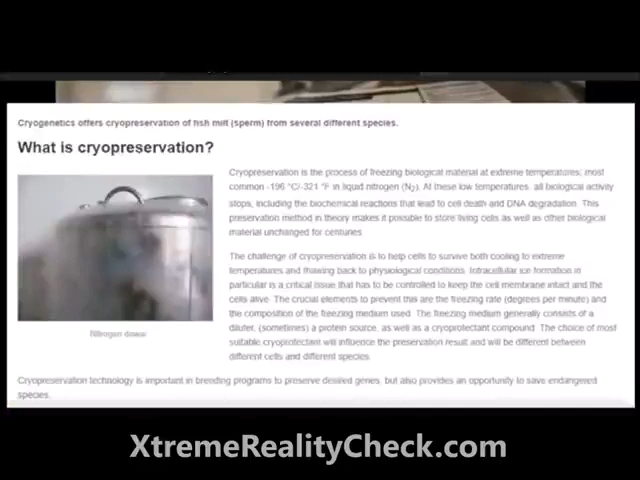 Cryogenetics offers cryopreservation of fish milt (sperm) from several different species.
What is cryopreservation?
Cryopreservation is the process of freezing biological material at extreme temperatures; most
common -196 °C/-321 °F in liquid nitrogen (N2). At these low temperatures, all biological activity
stops, including the biochemical reactions that lead to cell death and DNA degradation. This
preservation method in theory makes it possible to store living cells as well as other biological
material unchanged for centuries.
The challenge of cryopreservation is to help cells to survive both cooling to extreme
temperatures and thawing back to physiological conditions. Intracellular ice formation in
particular is a critical issue that has to be controlled to keep the cell membrane intact and the
cells alive. The crucial elements to prevent this are the freezing rate (degrees per minute) and
the composition of the freezing medium used. The freezing medium generally consists of a
diluter, (sometimes) a protein source, as well as a cryoprotectant compound. The choice of most
suitable cryoprotectant will influence the preservation result and will be different between
different cells and different species.
Nitrogen dewar
Cryopreservation technology is important in breeding programs to preserve desired genes, but also provides an opportunity to save endangered
species.
XtremeRealityCheck.com